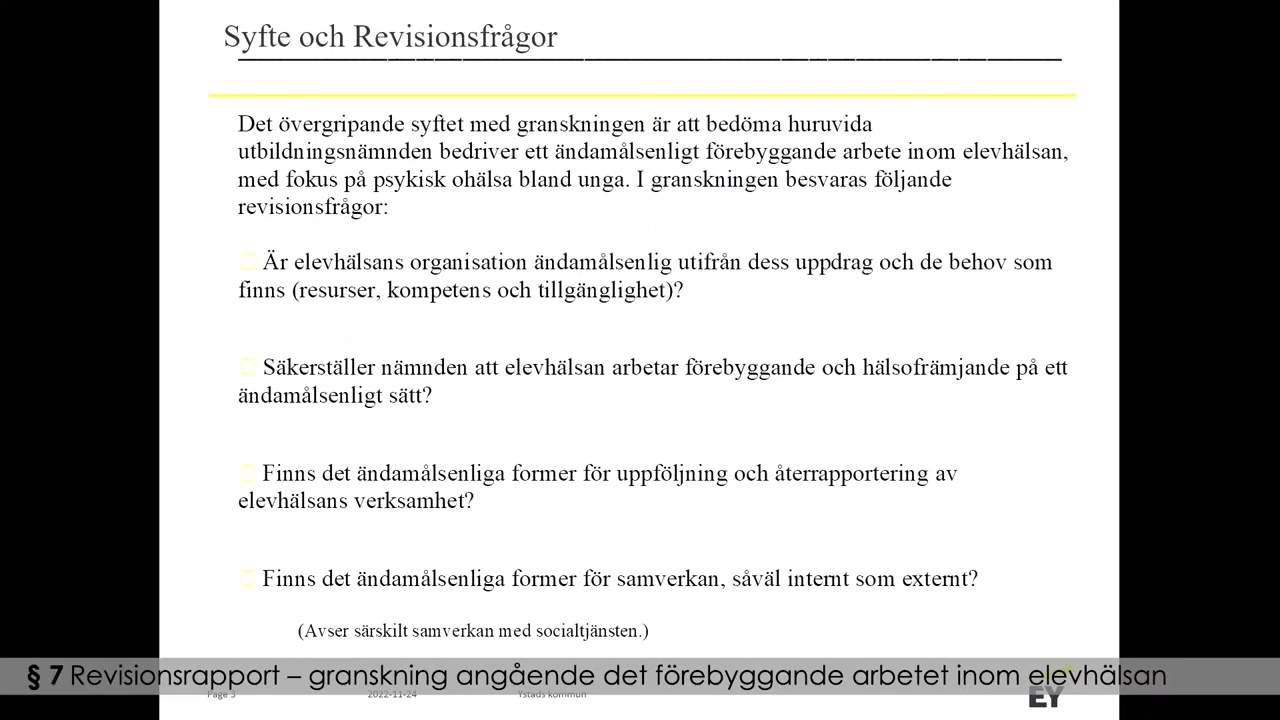 Syfte och Revisionsfrågor
Det övergripande syftet med granskningen är att bedöma huruvida
utbildningsnämnden bedriver ett ändamålsenligt förebyggande arbete inom elevhälsan,
med fokus på psykisk ohälsa bland unga. I granskningen besvaras följande
revisionsfrågor:
Är elevhälsans organisation ändamålsenlig utifrån dess uppdrag och de behov som
finns (resurser, kompetens och tillgänglighet)?
Säkerställer nämnden att elevhälsan arbetar förebyggande och hälsofrämjande på ett
ändamålsenligt sätt?
Finns det ändamålsenliga former för uppföljning och återrapportering av
elevhälsans verksamhet?
Finns det ändamålsenliga former för samverkan, såväl internt som externt?
(Avser särskilt samverkan med socialtjänsten.)
§ 7 Revisionsrapport – granskning angående det förebyggande arbetet inom elevhälsan
Page 3 2022-11-24 Ystads kommun
EY